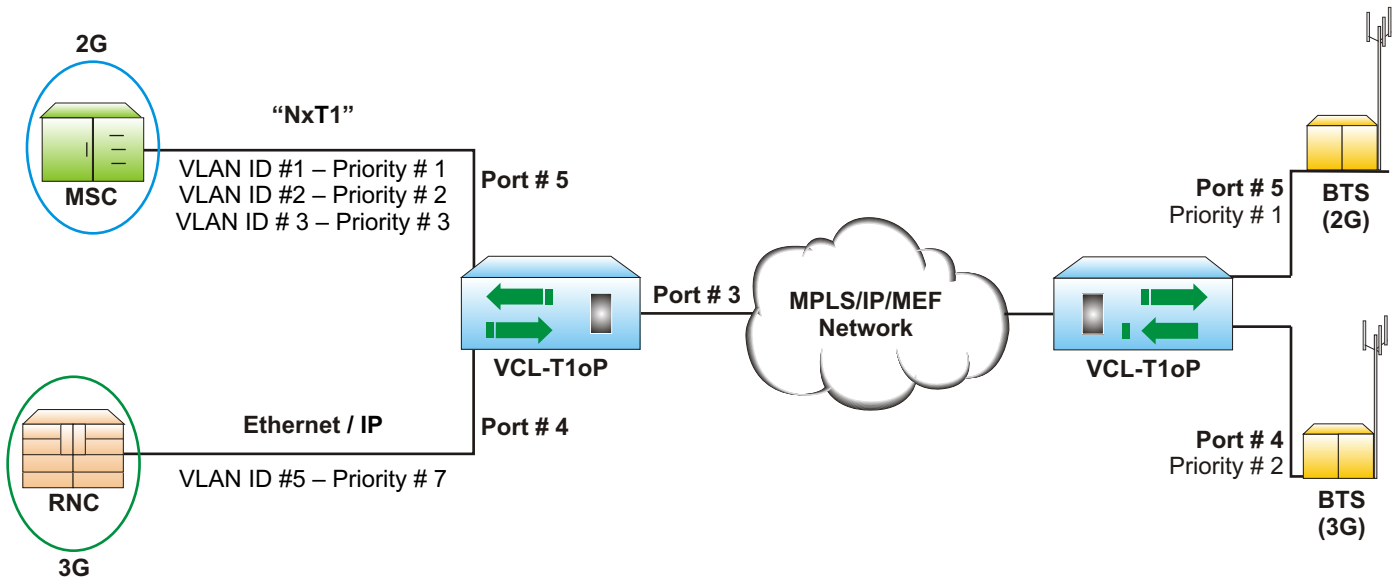 2G
MSC
“NxT1”
VLAN ID #1 – Priority # 1
VLAN ID #2 – Priority # 2
VLAN ID # 3 – Priority # 3
Port # 5
VCL-T1oP
Port # 3
MPLS/IP/MEF
Network
VCL-T1oP
Port # 5
Priority # 1
BTS
(2G)
Ethernet / IP
VLAN ID #5 – Priority # 7
Port # 4
RNC
3G
Port # 4
Priority # 2
BTS
(3G)